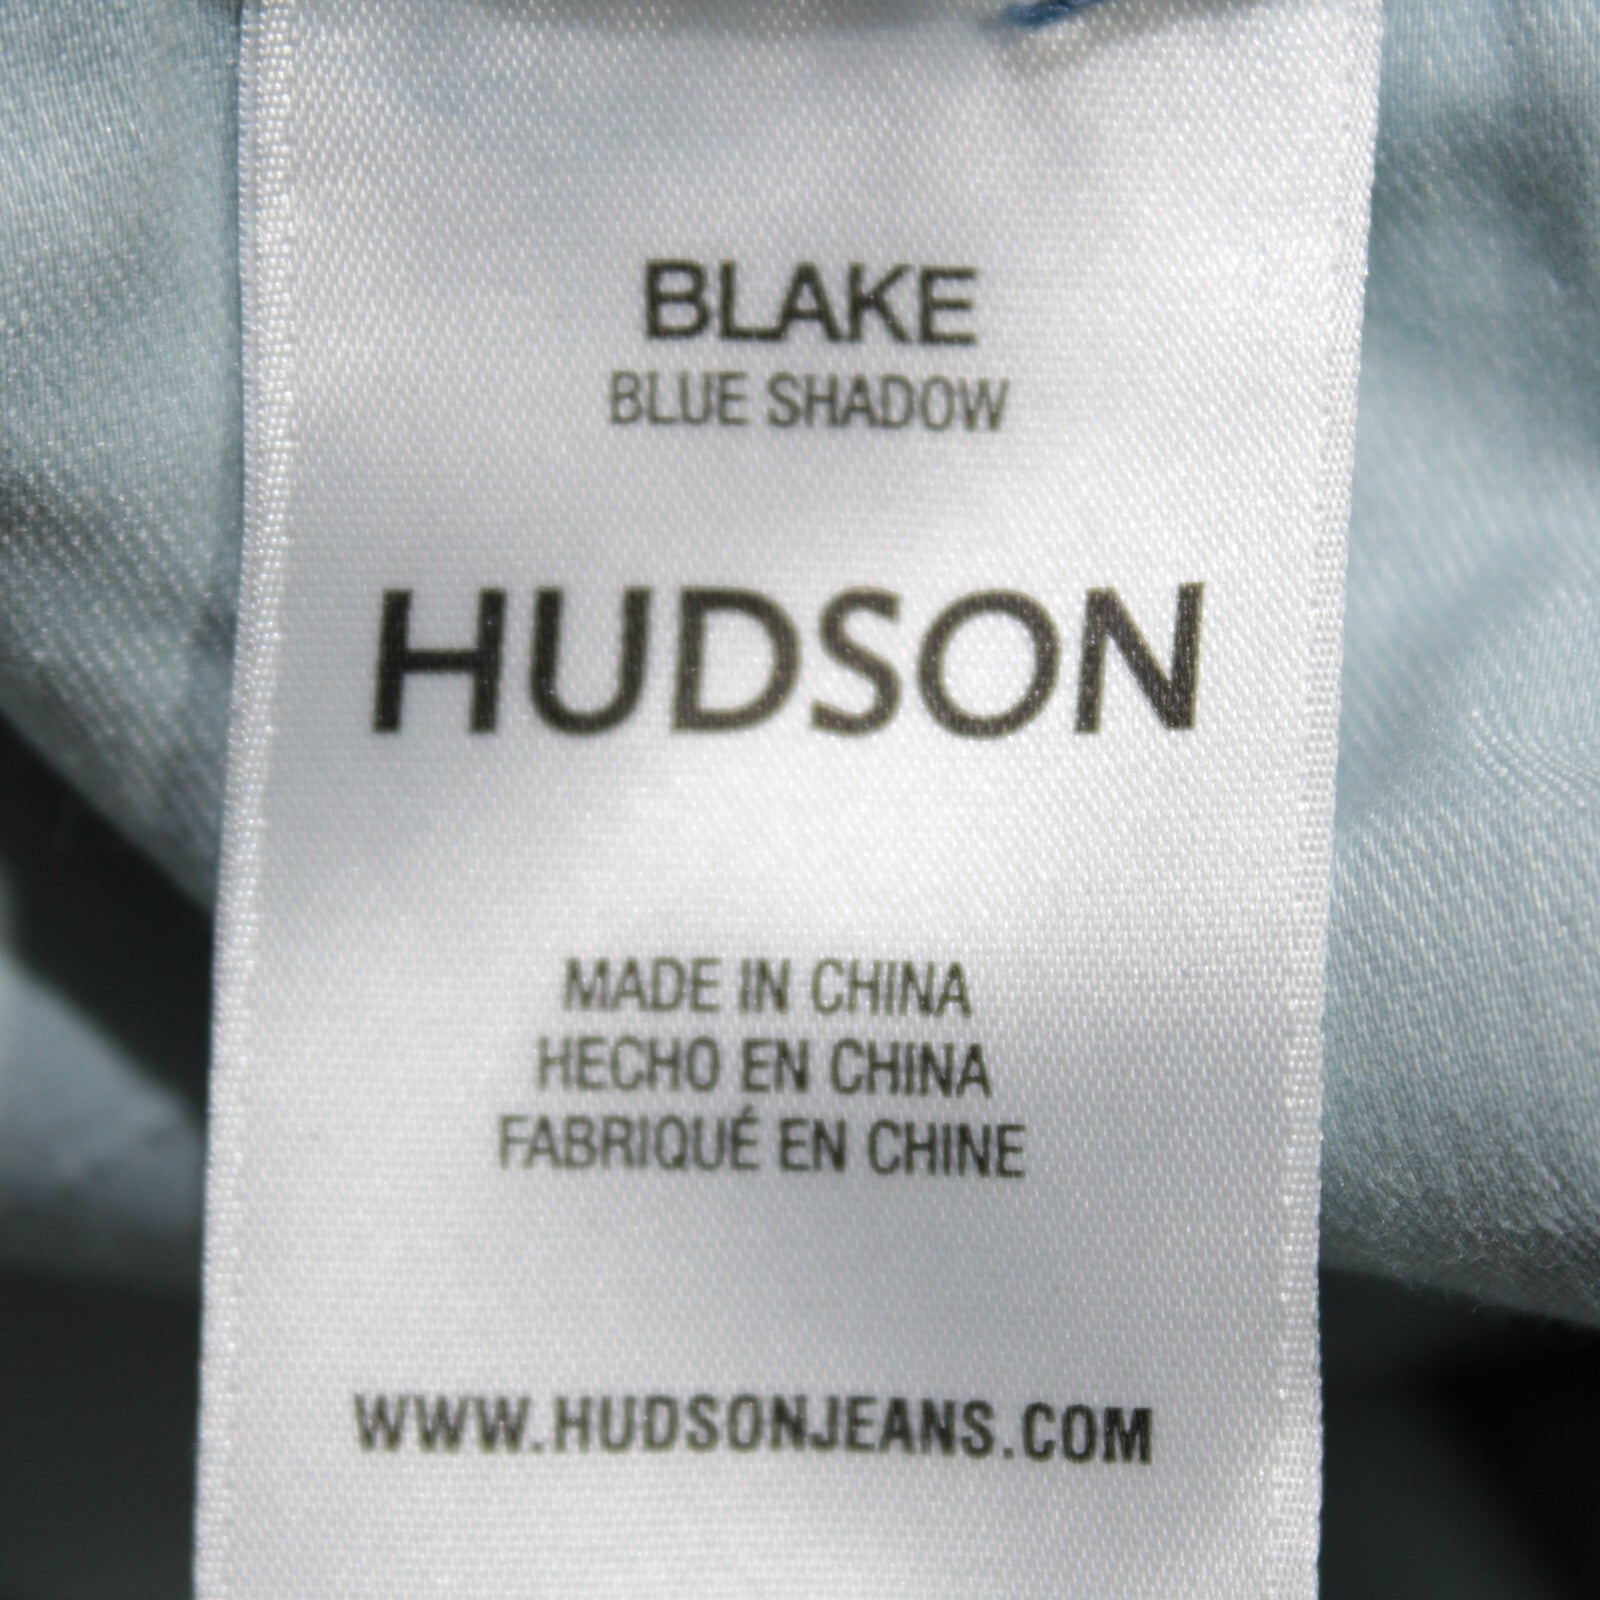 BLAKE
BLUE SHADOW
HUDSON
MADE IN CHINA
HECHO EN CHINA
FABRIQUÉ EN CHINE
WWW.HUDSONJEANS.COM